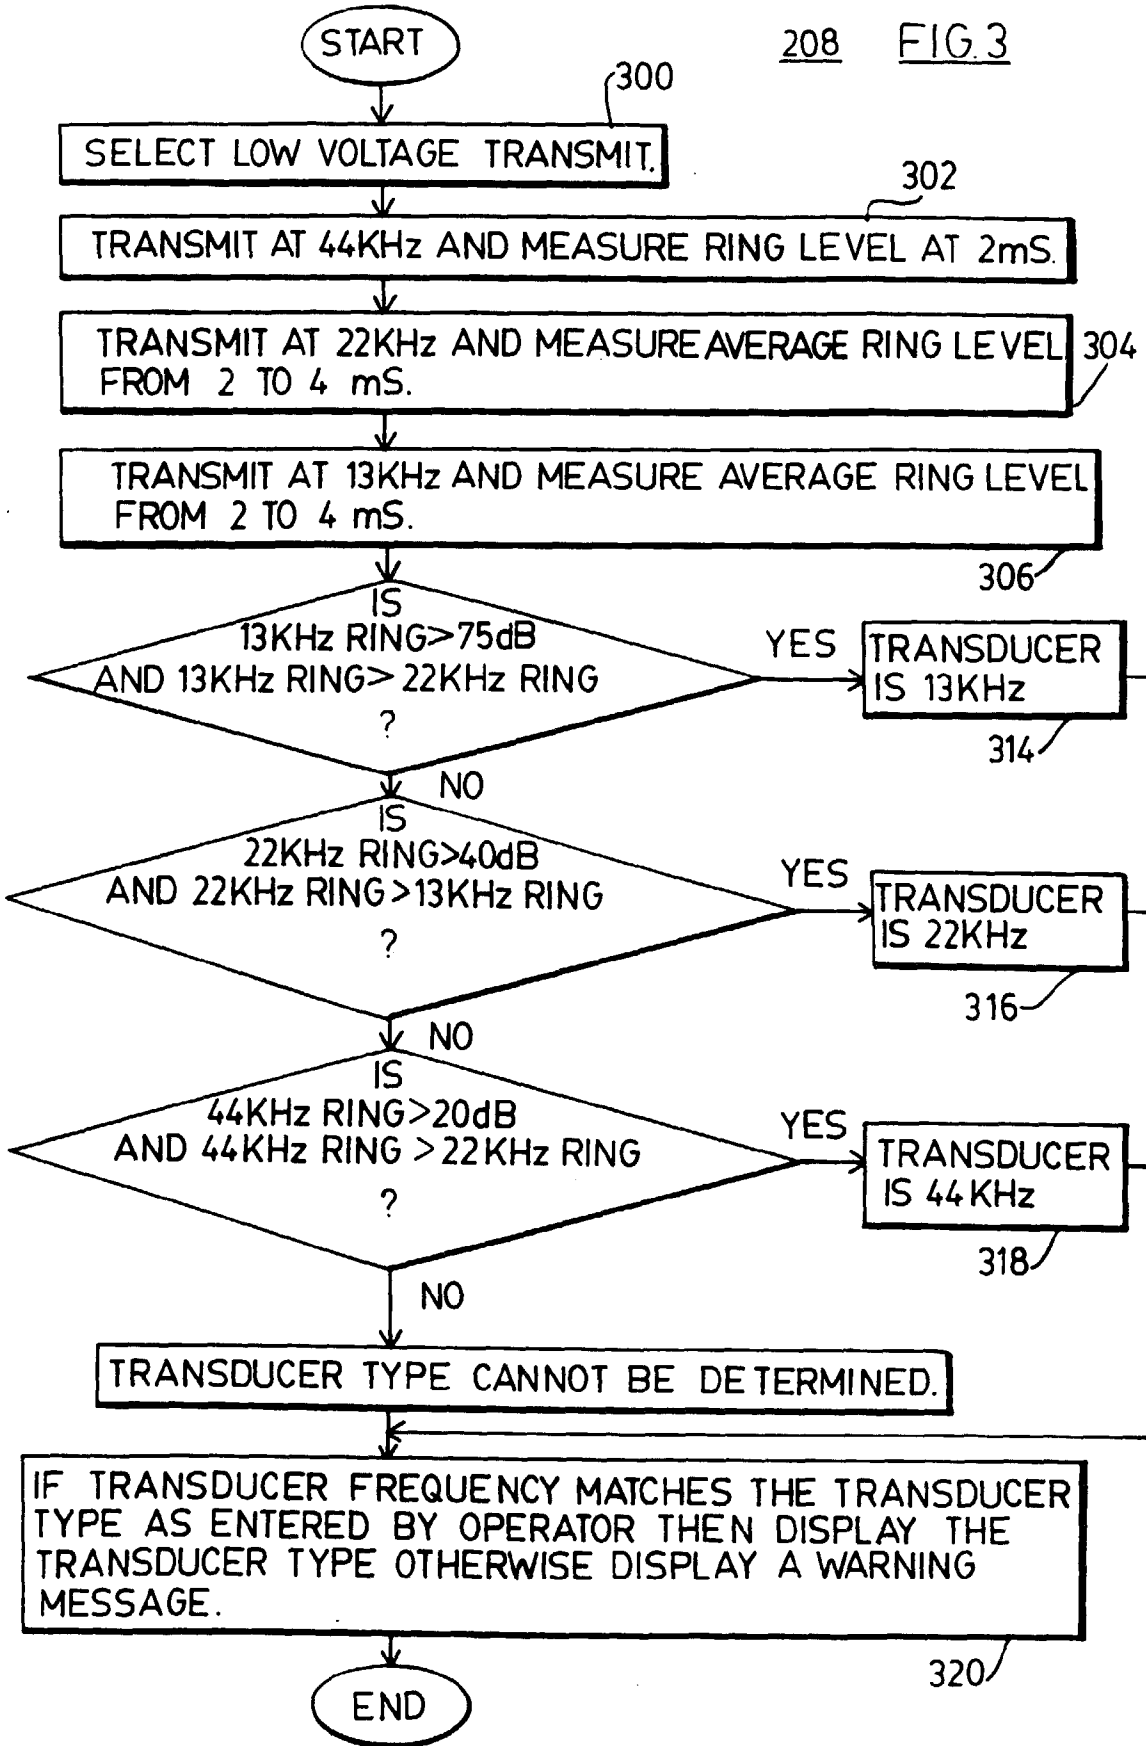 START
208 FIG.3
300
SELECT LOW VOLTAGE TRANSMIT.
302
TRANSMIT AT 44KHz AND MEASURE RING LEVEL AT 2mS.
TRANSMIT AT 22KHz AND MEASURE AVERAGE RING LEVEL
FROM 2 TO 4 mS.
304
TRANSMIT AT 13KHz AND MEASURE AVERAGE RING LEVEL
FROM 2 TO 4 mS.
306
IS
13KHz RING>75dB
AND 13KHz RING> 22KHz RING
?
YES
TRANSDUCER
IS 13KHz
314
NO
IS
22KHz RING>40dB
AND 22KHz RING>13KHz RING
?
YES
TRANSDUCER
IS 22KHz
316
NO
IS
44KHz RING>20dB
AND 44KHz RING >22KHz RING
?
YES
TRANSDUCER
IS 44KHz
318
NO
TRANSDUCER TYPE CANNOT BE DETERMINED.
IF TRANSDUCER FREQUENCY MATCHES THE TRANSDUCER
TYPE AS ENTERED BY OPERATOR THEN DISPLAY THE
TRANSDUCER TYPE OTHERWISE DISPLAY A WARNING
MESSAGE.
320
END